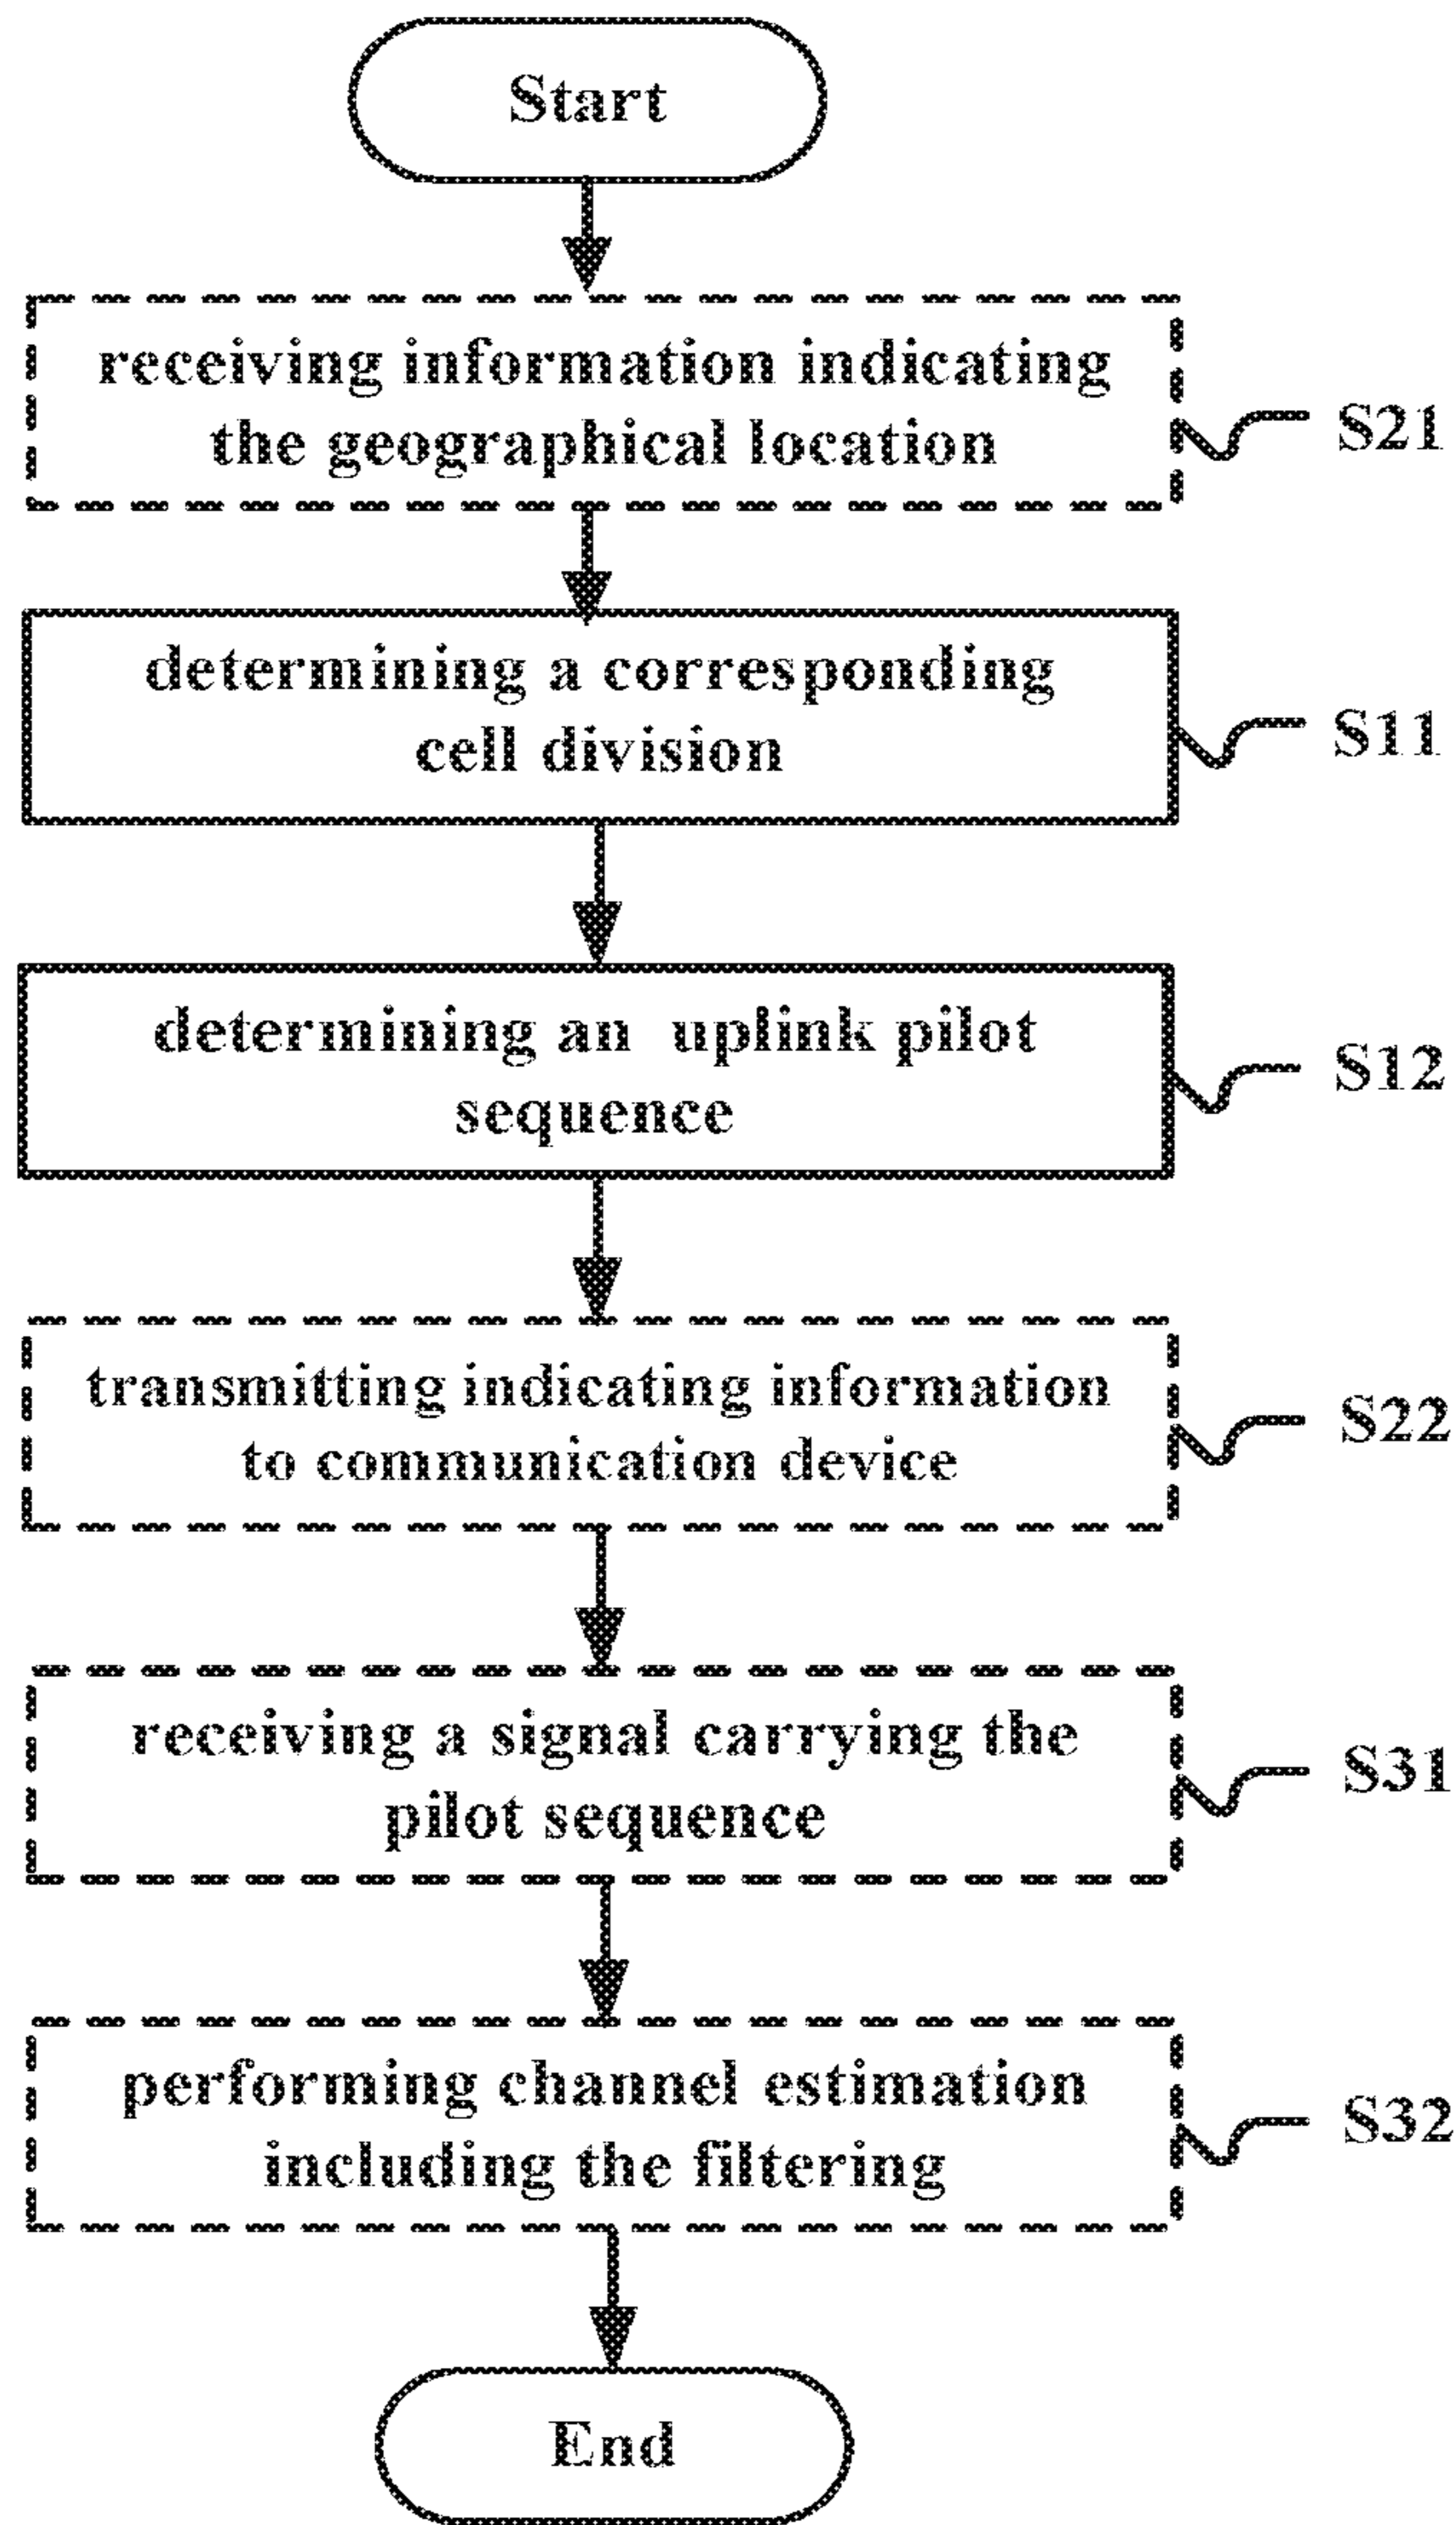 Start
receiving information indicating
the geographical location
S21
determining a corresponding
cell division
S11
determining an uplink pilot
sequence
S12
transmitting indicating information
to communication device
S22
receiving a signal carrying the
pilot sequence
S31
performing channel estimation
including the filtering
S32
End